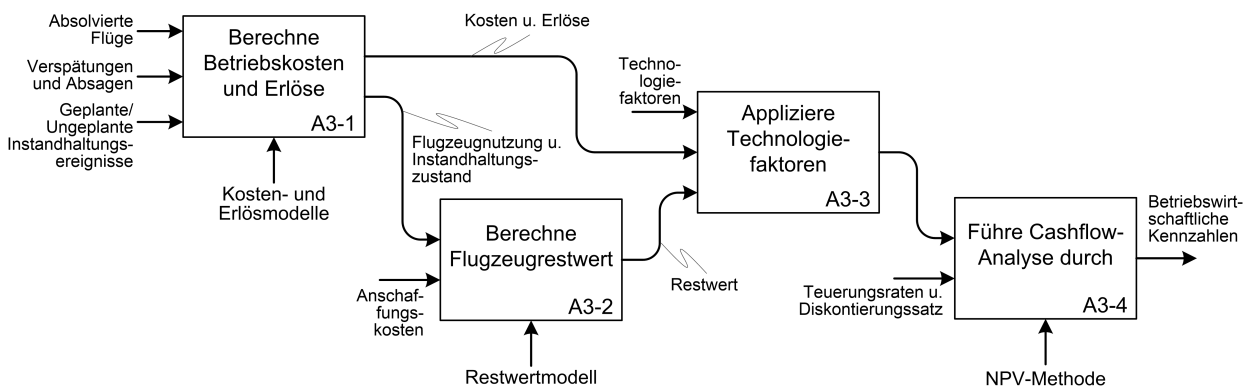 Absolvierte
Flüge
Verspätungen
und Absagen
Geplante/
Ungeplante
Instandhaltungs-
ereignisse
Berechne
Betriebskosten
und Erlöse
A3-1
Kosten- und
Erlösmodelle
Kosten u. Erlöse
Flugzeugnutzung u.
Instandhaltungs-
zustand
Anschaf-
fungs-
kosten
Berechne
Flugzeugrestwert
A3-2
Restwertmodell
Restwert
Techno-
logie-
faktoren
Appliziere
Technologie-
faktoren
A3-3
Teuerungsraten u.
Diskontierungssatz
Führe Cashflow-
Analyse durch
A3-4
NPV-Methode
Betriebswirt-
schaftliche
Kennzahlen